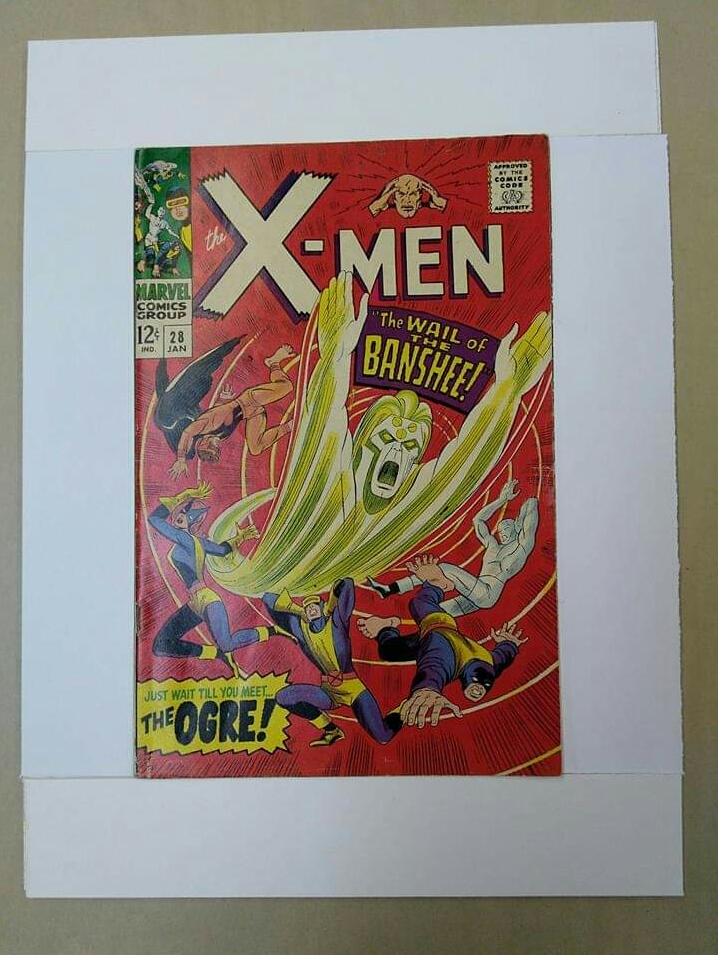 APPROVED
BY THE
COMICS
CODE
CA
AUTHORITY
the X-MEN
MARVEL
COMICS
GROUP
12¢ 28
IND. JAN
"The WAIL of
THE
BANSHEE!
JUST WAIT TILL YOU MEET...
THE OGRE!